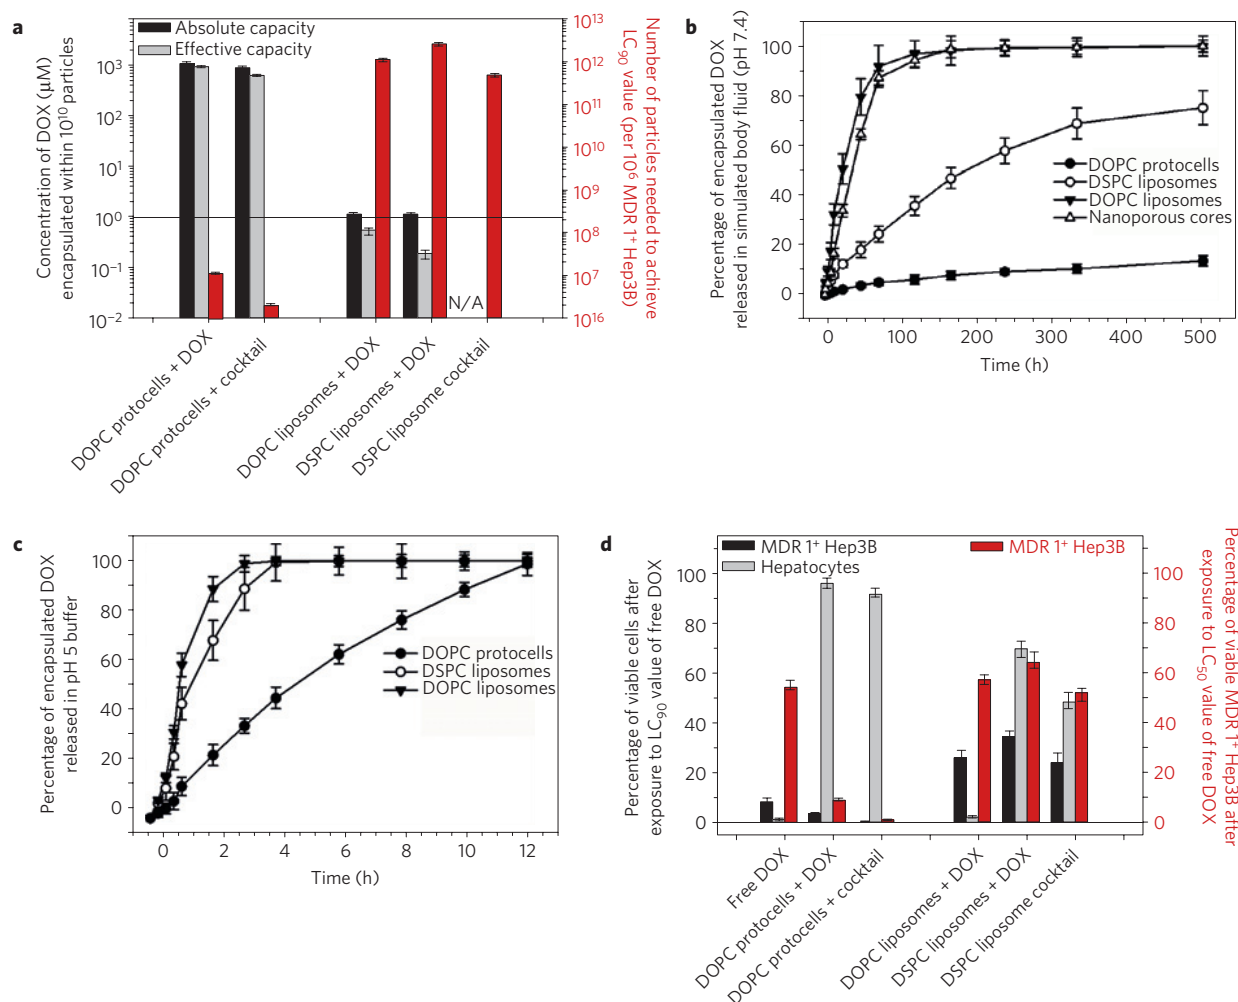 a
Absolute capacity
Effective capacity
Concentration of DOX (μM)
encapsulated within 10¹⁰ particles
10³
10²
10¹
10⁰
10⁻¹
10⁻²
N/A
10¹³
10¹²
10¹¹
10¹⁰
10⁹
10⁸
10⁷
10¹⁶
Number of particles needed to achieve
LC₉₀ value (per 10⁶ MDR 1⁺ Hep3B)
DOPC protocells + DOX
DOPC protocells + cocktail
DOPC liposomes + DOX
DSPC liposomes + DOX
DSPC liposome cocktail
b
Percentage of encapsulated DOX
released in simulated body fluid (pH 7.4)
100
80
60
40
20
0
DOPC protocells
DSPC liposomes
DOPC liposomes
Nanoporous cores
0 100 200 300 400 500
Time (h)
c
Percentage of encapsulated DOX
released in pH 5 buffer
100
80
60
40
20
0
DOPC protocells
DSPC liposomes
DOPC liposomes
0 2 4 6 8 10 12
Time (h)
d
MDR 1⁺ Hep3B
Hepatocytes
MDR 1⁺ Hep3B
Percentage of viable cells after
exposure to LC₉₀ value of free DOX
100
80
60
40
20
0
100
80
60
40
20
0
Percentage of viable MDR 1⁺ Hep3B after
exposure to LC₅₀ value of free DOX
Free DOX
DOPC protocells + DOX
DOPC protocells + cocktail
DOPC liposomes + DOX
DSPC liposomes + DOX
DSPC liposome cocktail